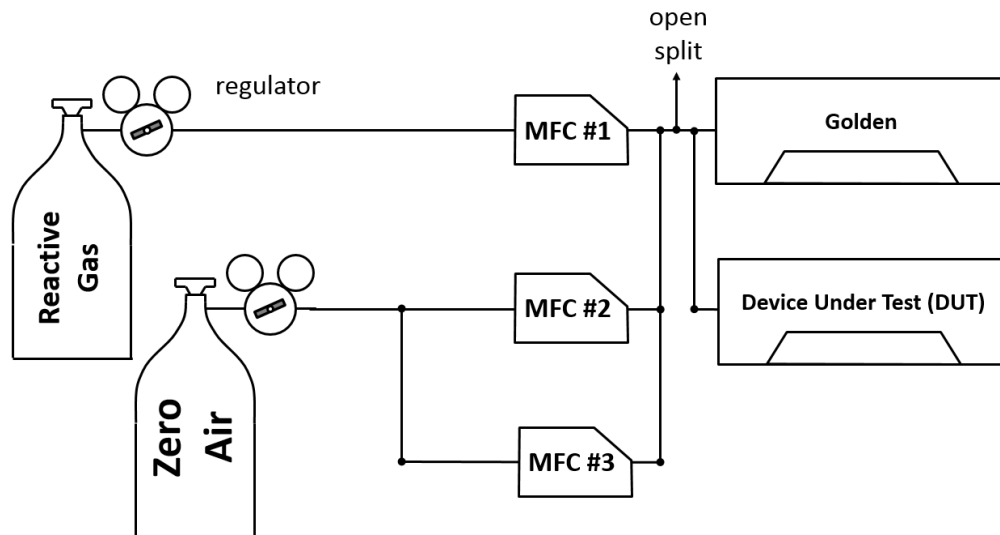 open
split
regulator
MFC #1
Golden
Reactive
Gas
MFC #2
Device Under Test (DUT)
Zero
Air
MFC #3